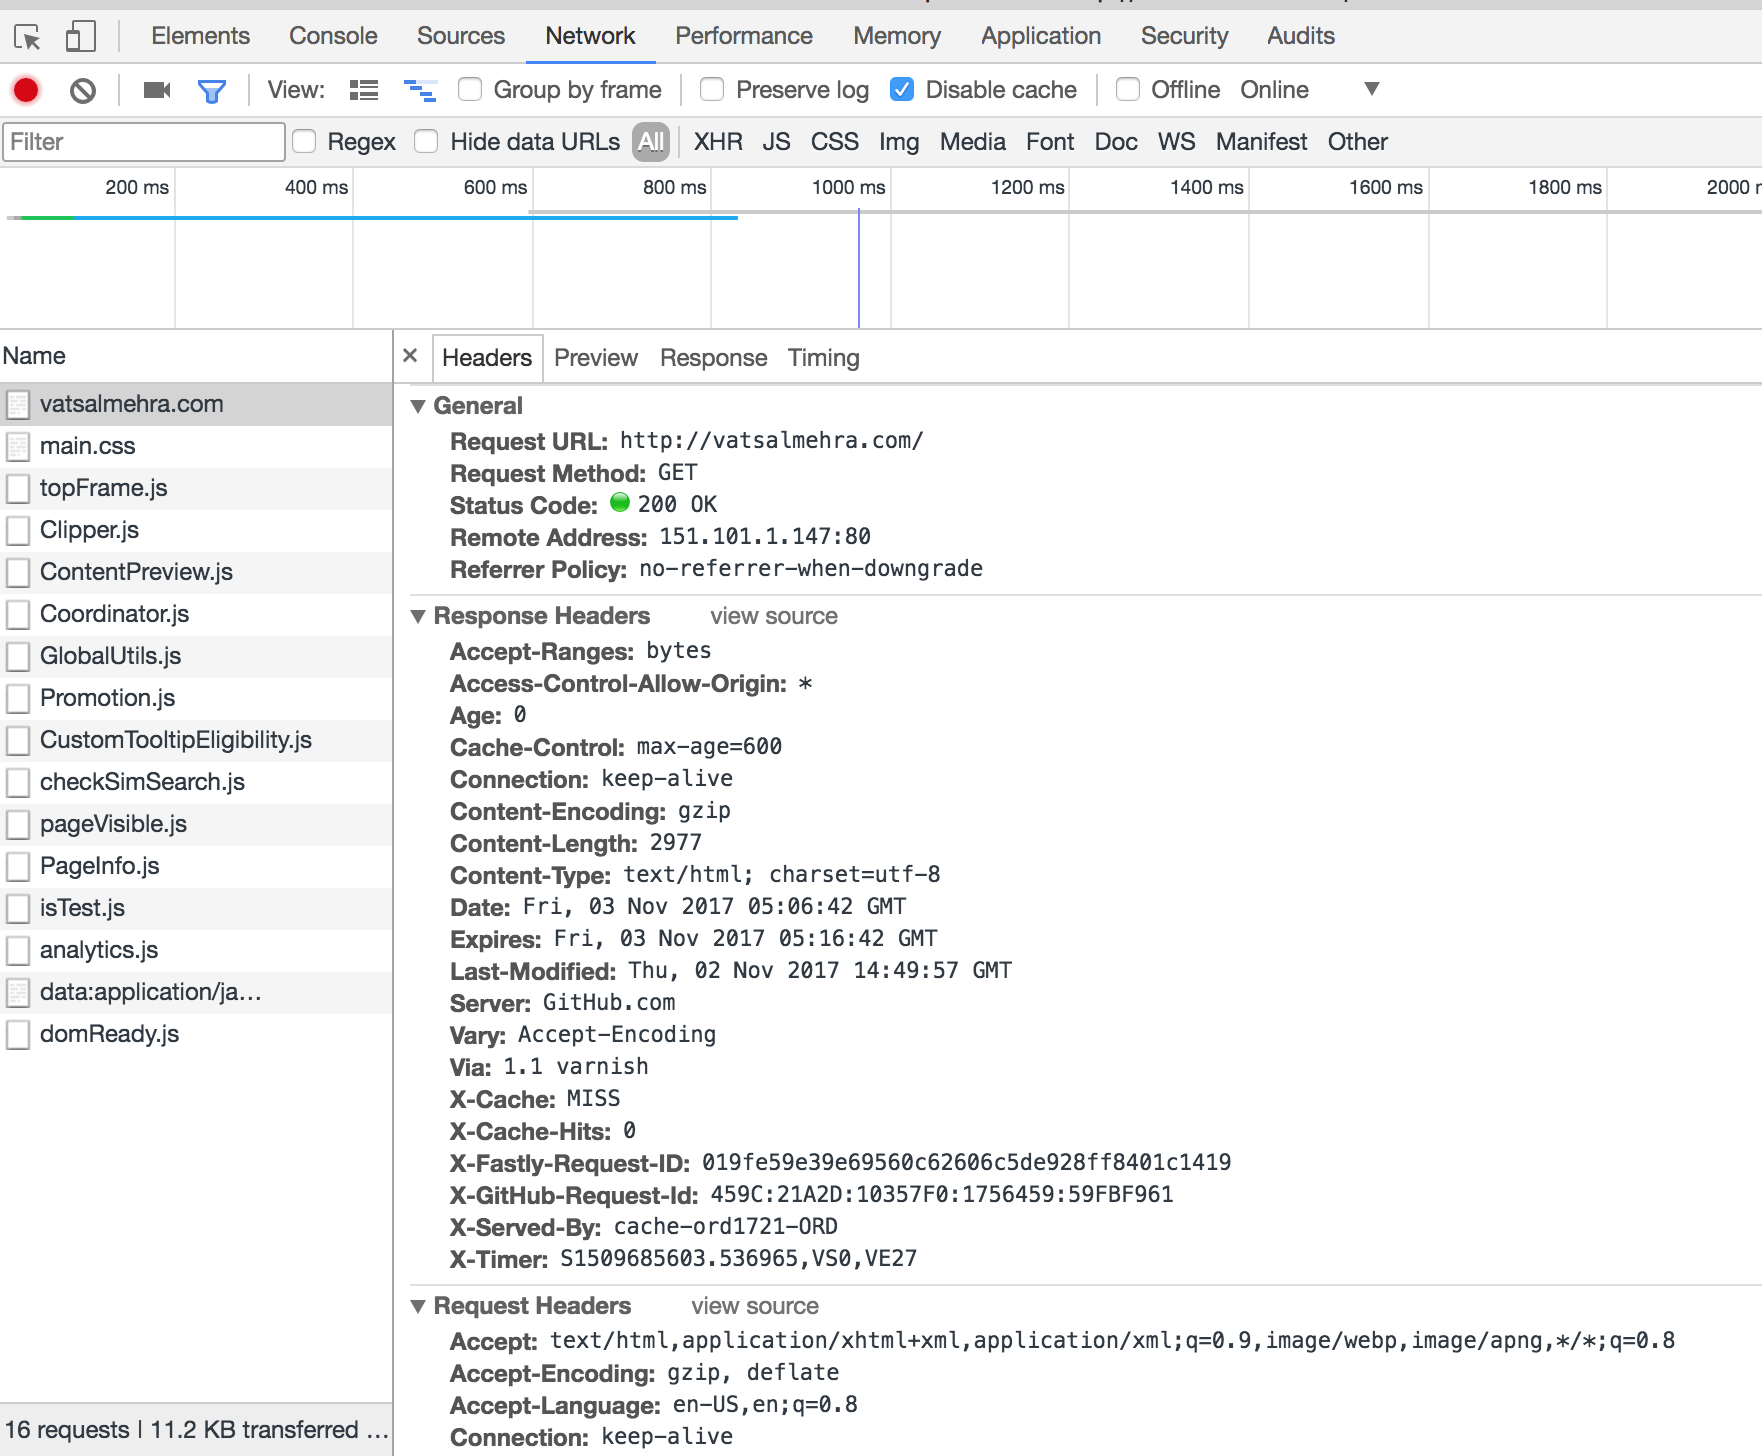 Elements Console Sources Network Performance Memory Application Security Audits
View: Group by frame Preserve log Disable cache Offline Online ▼
Filter Regex Hide data URLs All XHR JS CSS Img Media Font Doc WS Manifest Other
200 ms 400 ms 600 ms 800 ms 1000 ms 1200 ms 1400 ms 1600 ms 1800 ms 2000
Name
vatsalmehra.com
main.css
topFrame.js
Clipper.js
ContentPreview.js
Coordinator.js
GlobalUtils.js
Promotion.js
CustomTooltipEligibility.js
checkSimSearch.js
pageVisible.js
PageInfo.js
isTest.js
analytics.js
data:application/ja…
domReady.js
16 requests | 11.2 KB transferred …
× Headers Preview Response Timing
▼ General
Request URL: http://vatsalmehra.com/
Request Method: GET
Status Code: 200 OK
Remote Address: 151.101.1.147:80
Referrer Policy: no-referrer-when-downgrade
▼ Response Headers view source
Accept-Ranges: bytes
Access-Control-Allow-Origin: *
Age: 0
Cache-Control: max-age=600
Connection: keep-alive
Content-Encoding: gzip
Content-Length: 2977
Content-Type: text/html; charset=utf-8
Date: Fri, 03 Nov 2017 05:06:42 GMT
Expires: Fri, 03 Nov 2017 05:16:42 GMT
Last-Modified: Thu, 02 Nov 2017 14:49:57 GMT
Server: GitHub.com
Vary: Accept-Encoding
Via: 1.1 varnish
X-Cache: MISS
X-Cache-Hits: 0
X-Fastly-Request-ID: 019fe59e39e69560c62606c5de928ff8401c1419
X-GitHub-Request-Id: 459C:21A2D:10357F0:1756459:59FBF961
X-Served-By: cache-ord1721-ORD
X-Timer: S1509685603.536965,VS0,VE27
▼ Request Headers view source
Accept: text/html,application/xhtml+xml,application/xml;q=0.9,image/webp,image/apng,*/*;q=0.8
Accept-Encoding: gzip, deflate
Accept-Language: en-US,en;q=0.8
Connection: keep-alive